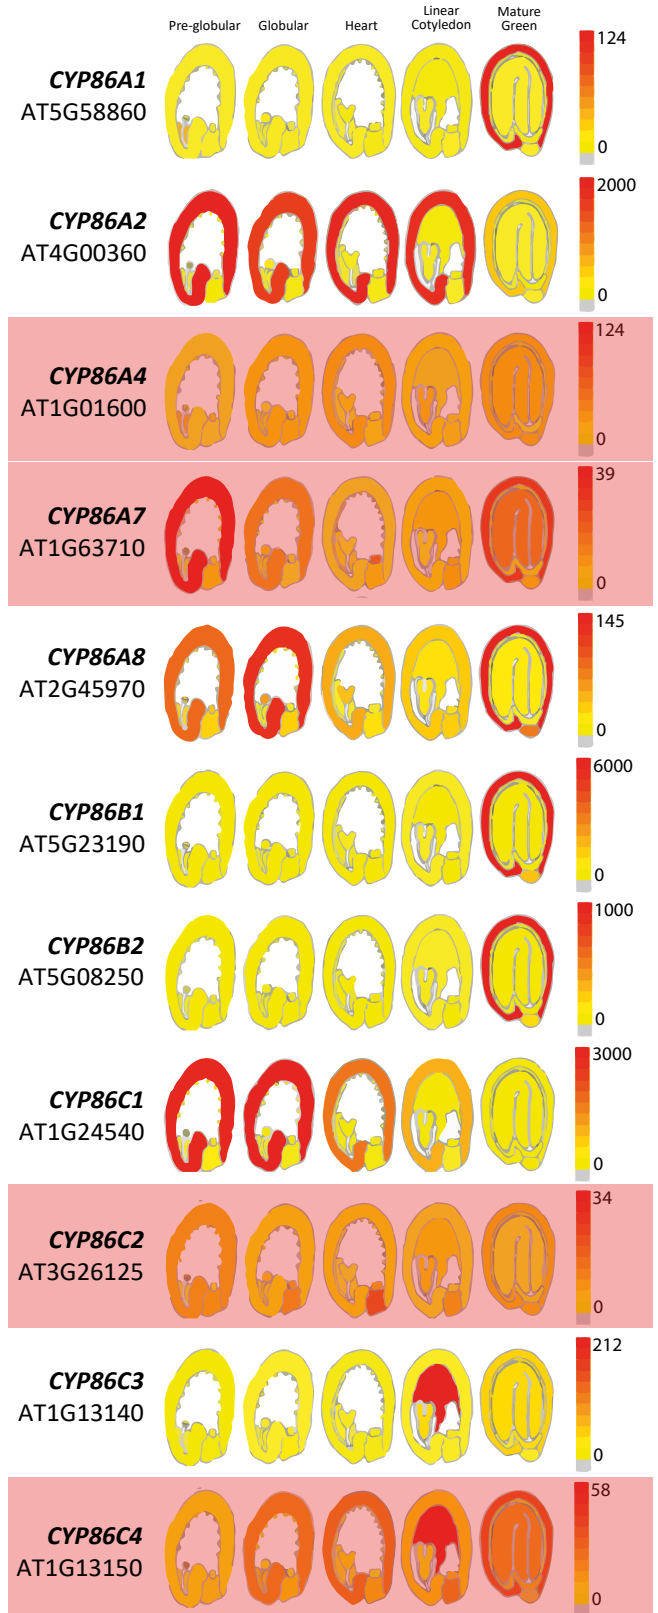 Pre-globular Globular Heart Linear Cotyledon Mature Green
CYP86A1
AT5G58860
124
0
CYP86A2
AT4G00360
2000
0
CYP86A4
AT1G01600
124
0
CYP86A7
AT1G63710
39
0
CYP86A8
AT2G45970
145
0
CYP86B1
AT5G23190
6000
0
CYP86B2
AT5G08250
1000
0
CYP86C1
AT1G24540
3000
0
CYP86C2
AT3G26125
34
0
CYP86C3
AT1G13140
212
0
CYP86C4
AT1G13150
58
0